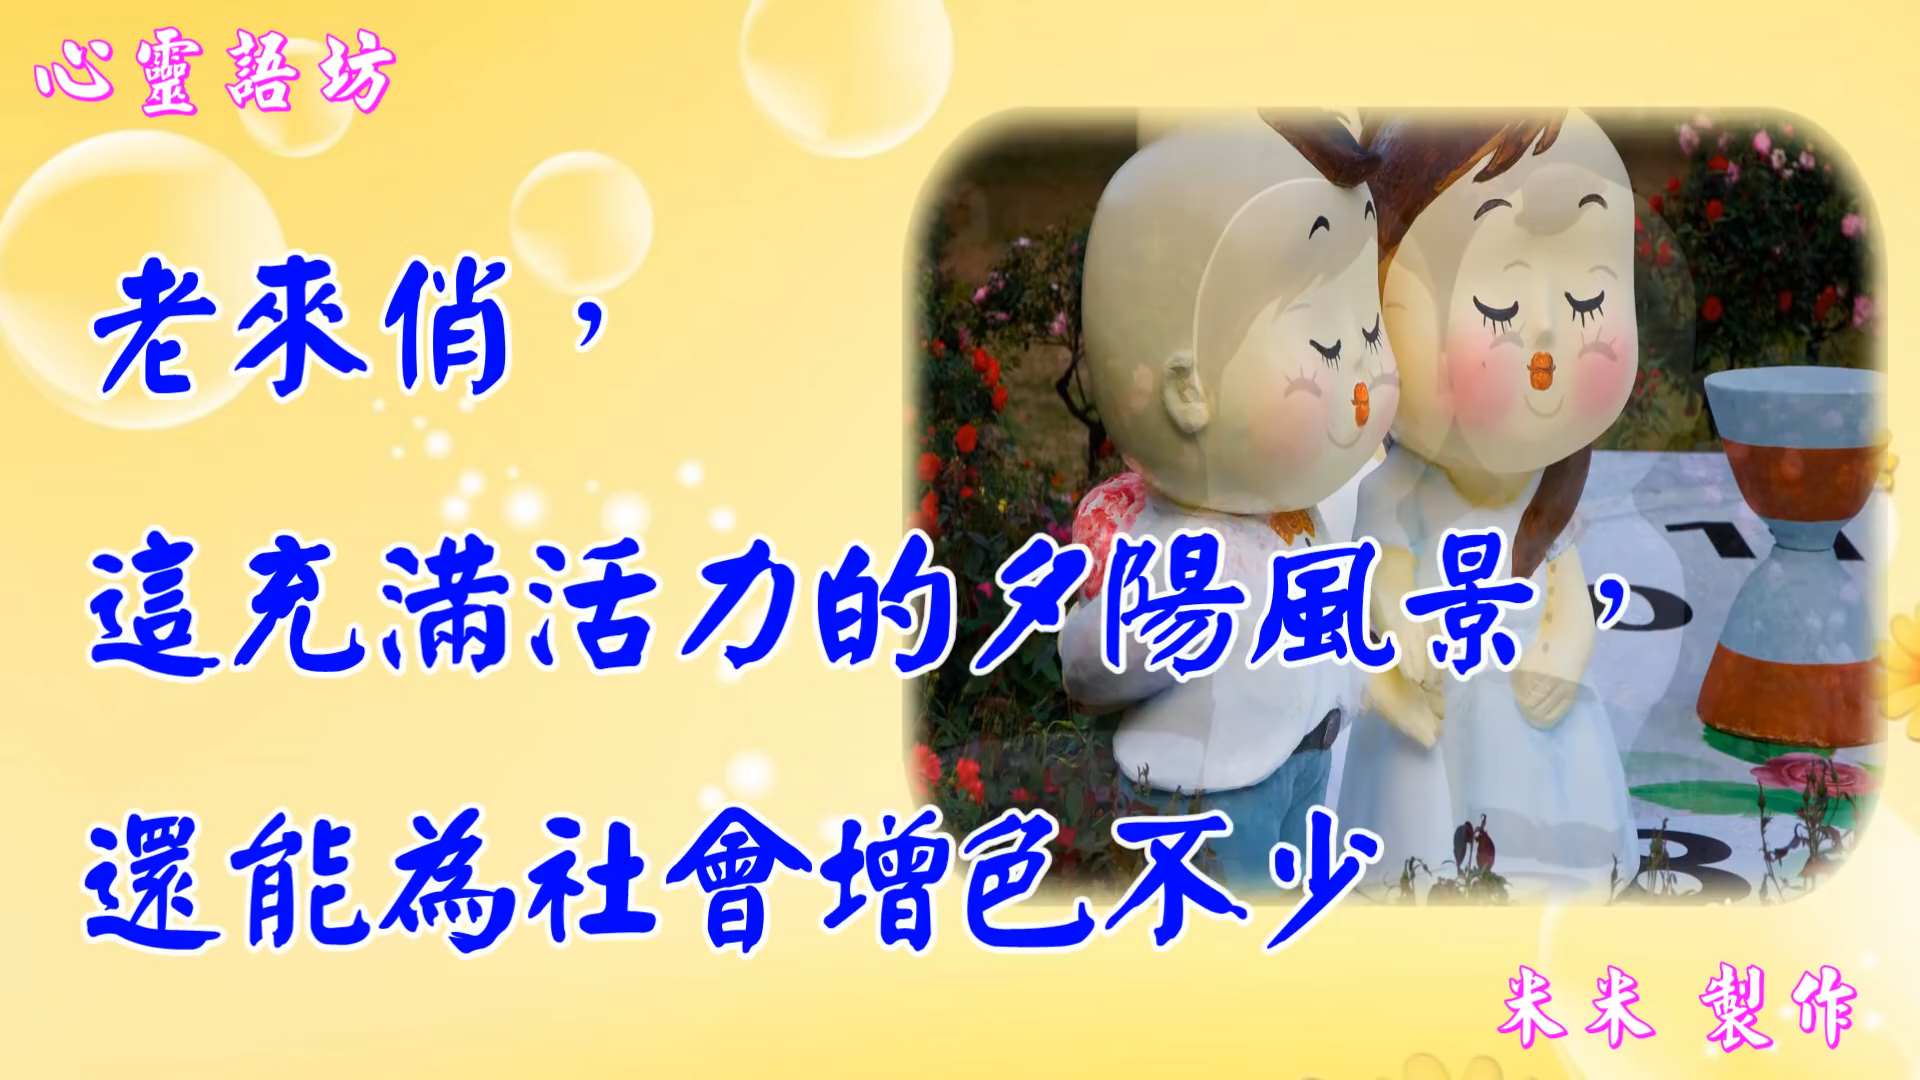 心靈語坊
老來俏，
這充滿活力的夕陽風景，
還能為社會增色不少
米米 製作